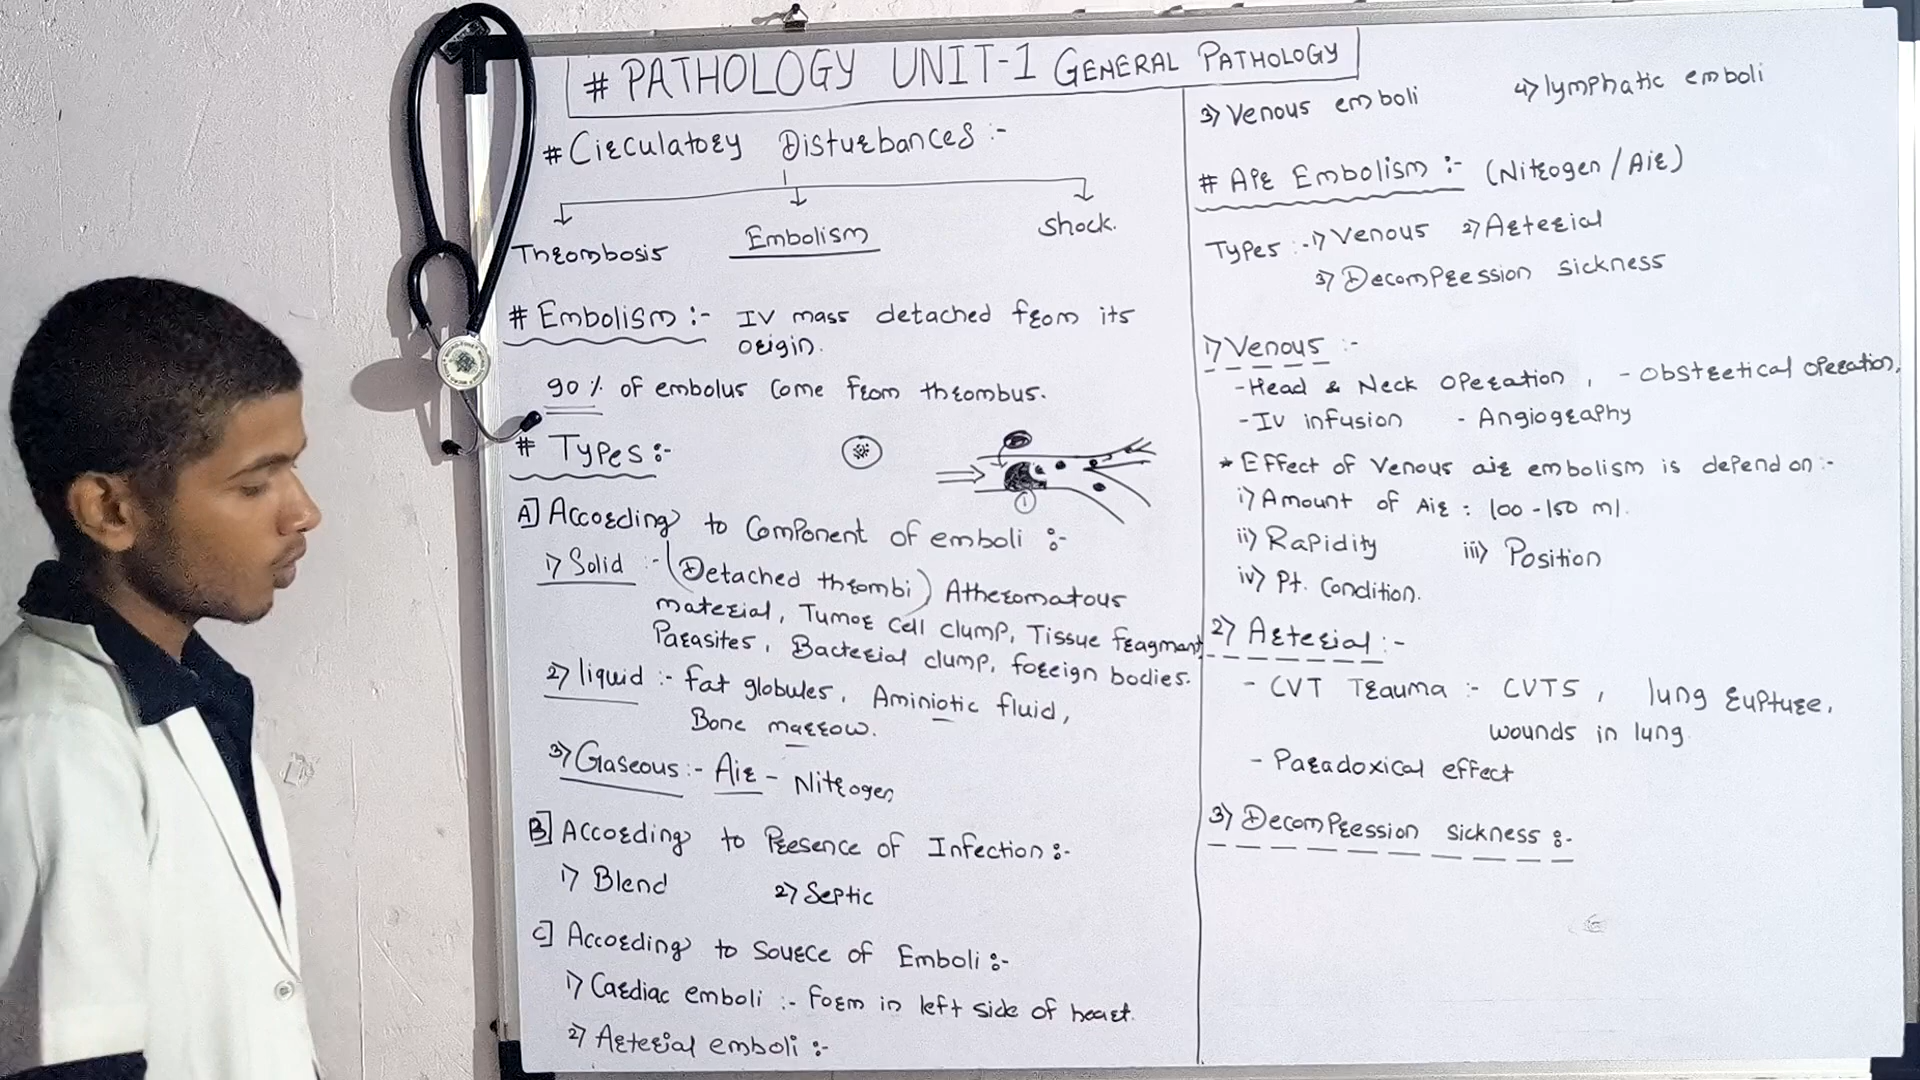 # PATHOLOGY UNIT-1 GENERAL PATHOLOGY
# Circulatory Disturbances :-
Thrombosis Embolism Shock.
# Embolism :- IV mass detached from its
origin.
90 % of embolus come from thrombus.
# Types :-
A] According to Component of emboli :-
1) Solid :- (Detached thrombi) Atheromatous
material, Tumor cell clump, Tissue fragment
Parasites, Bacterial clump, foreign bodies.
2) liquid :- fat globules, Aminiotic fluid,
Bone marrow.
3) Gaseous :- Air - Nitrogen
B] According to Presence of Infection :-
1) Blend 2) Septic
C] According to Source of Emboli :-
1) Cardiac emboli :- Form in left side of heart.
2) Arterial emboli :-
3) Venous emboli 4) lymphatic emboli
# Air Embolism :- (Nitrogen / Air)
Types :- 1) Venous 2) Arterial
3) Decompression sickness
1) Venous :-
- Head & Neck operation, - Obstretical operation,
- IV infusion - Angiography
* Effect of Venous air embolism is depend on :-
i) Amount of Air : 100 - 150 ml.
ii) Rapidity iii) Position
iv) Pt. Condition.
2) Arterial :-
- CVT Trauma :- CVTS, lung rupture,
wounds in lung
- Paradoxical effect
3) Decompression sickness :-
1